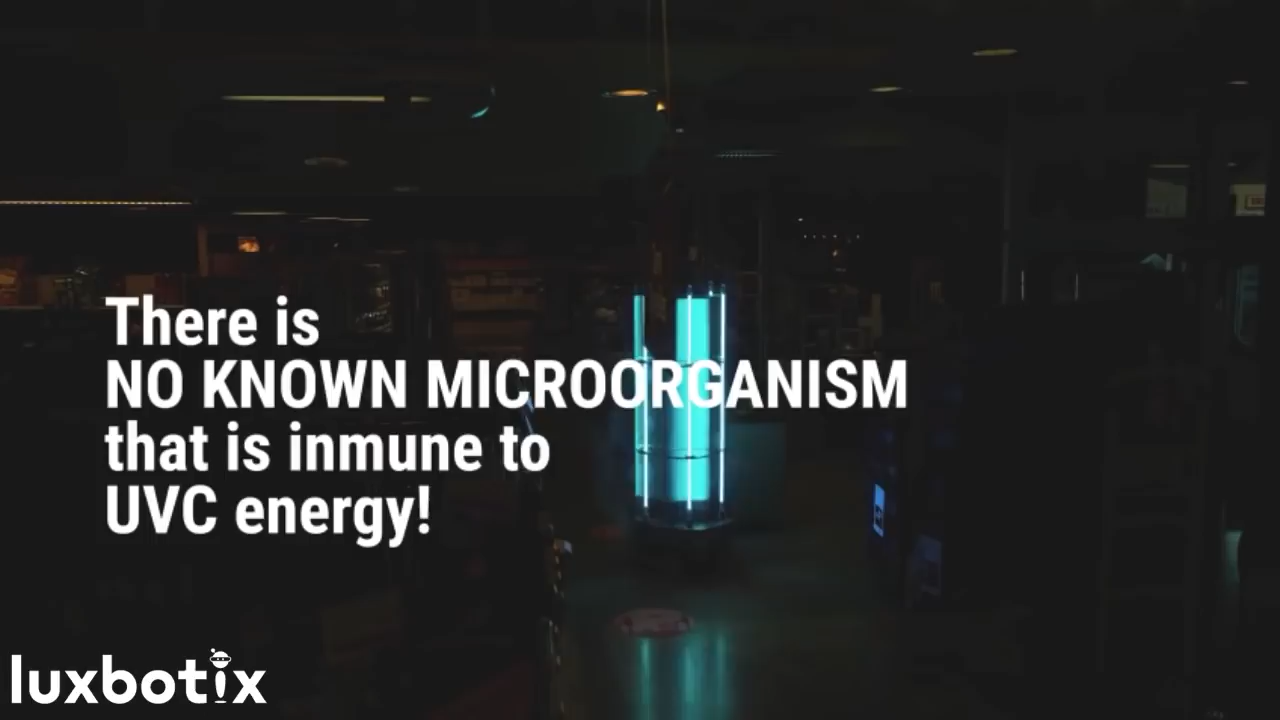 There is
NO KNOWN MICROORGANISM
that is inmune to
UVC energy!
luxbotix